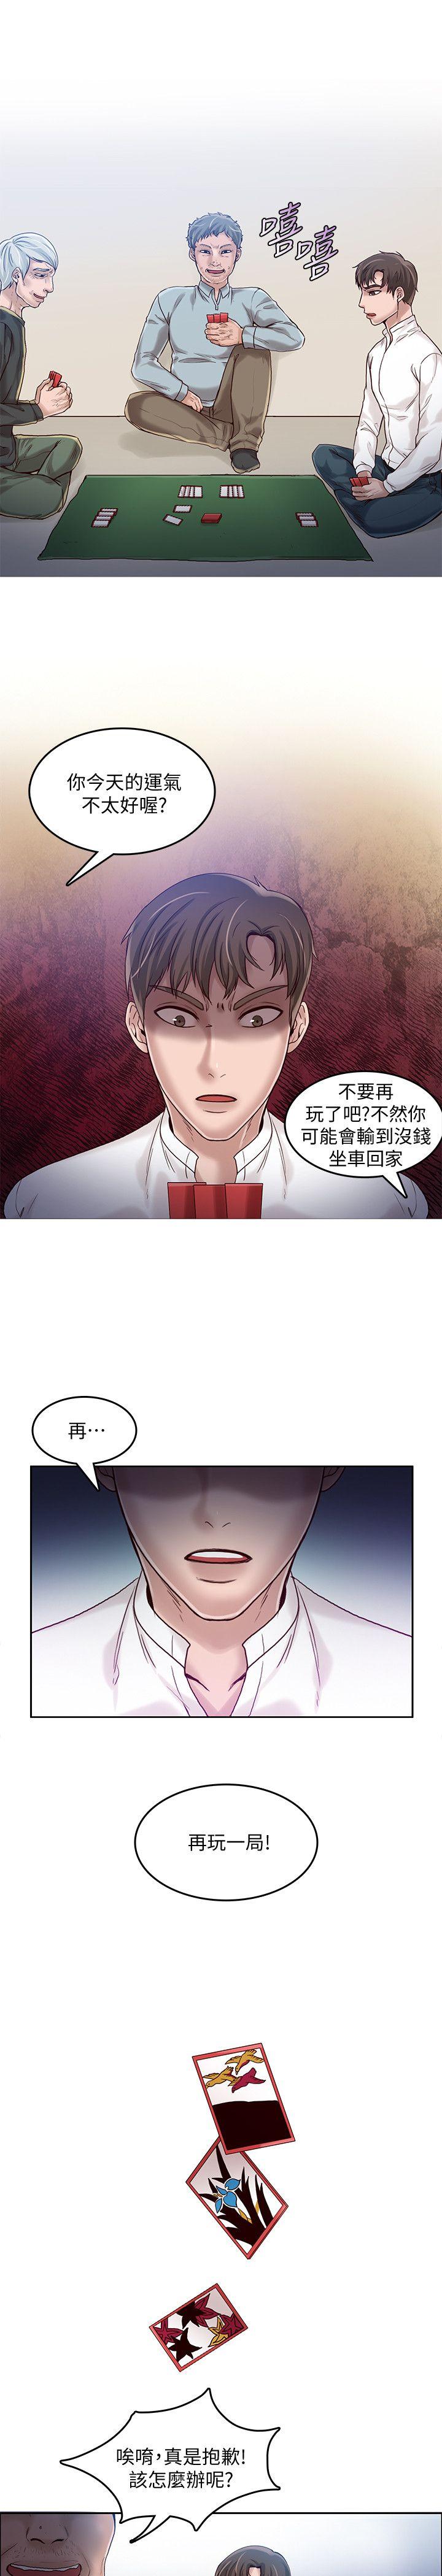 嘻嘻
你今天的運氣
不太好喔?
不要再
玩了吧?不然你
可能會輸到沒錢
坐車回家
再…
再玩一局!
唉唷,真是抱歉!
該怎麼辦呢?